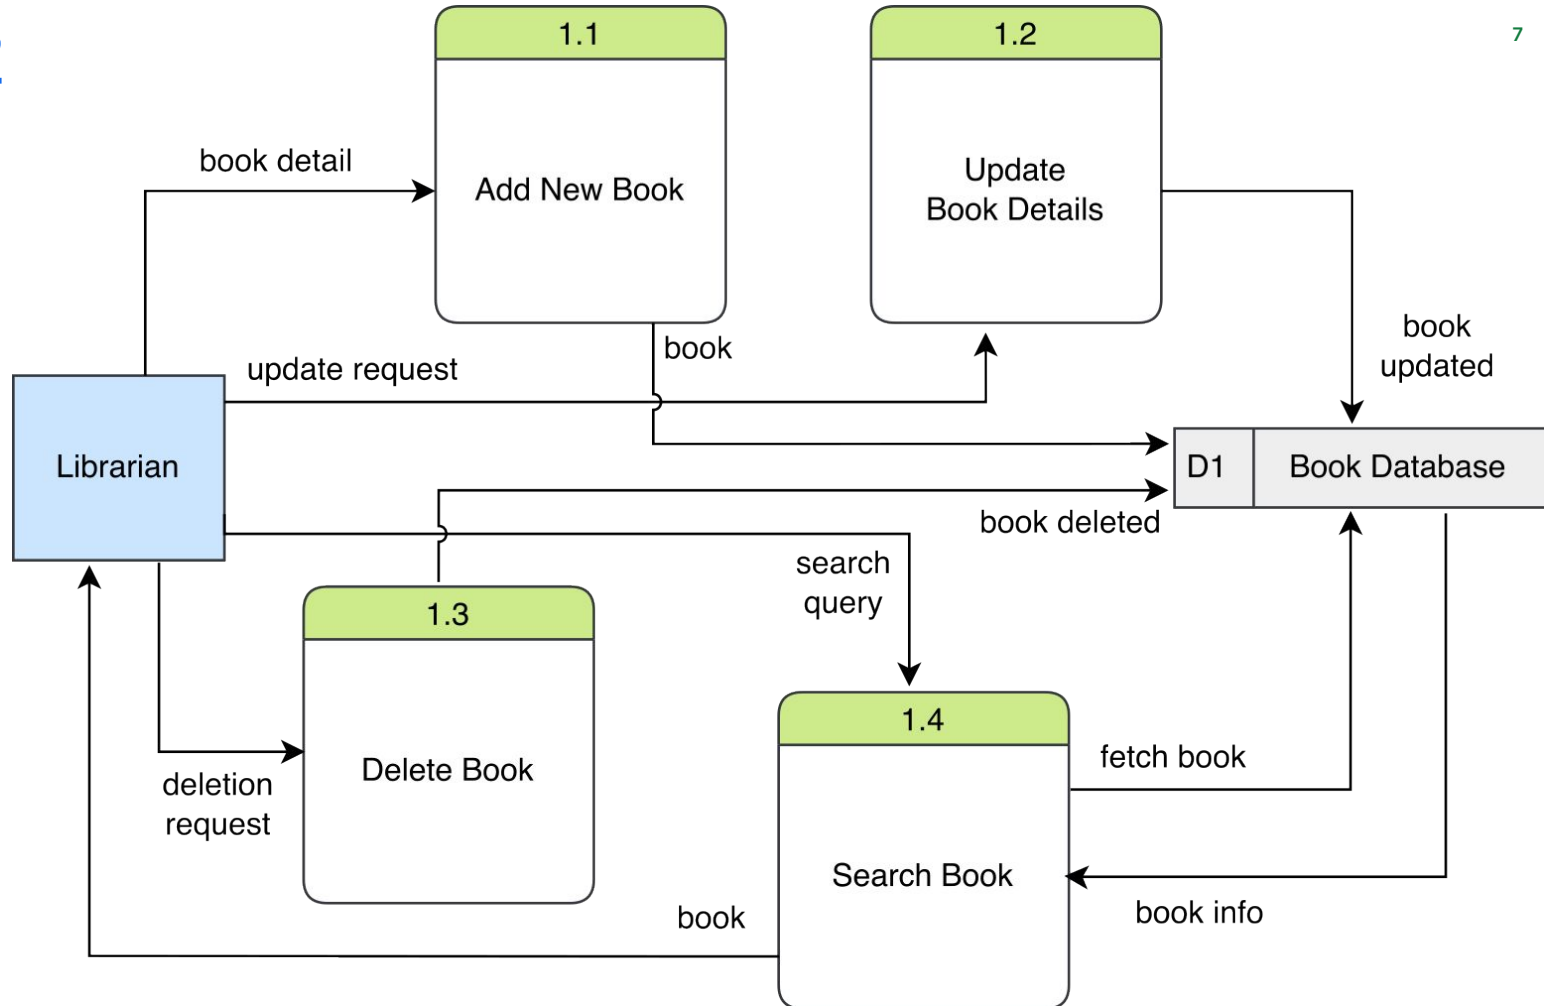 1.1
1.2
7
book detail
Add New Book
Update
Book Details
book
update request
book
updated
Librarian
D1
Book Database
book deleted
search
query
1.3
Delete Book
deletion
request
1.4
fetch book
Search Book
book info
book